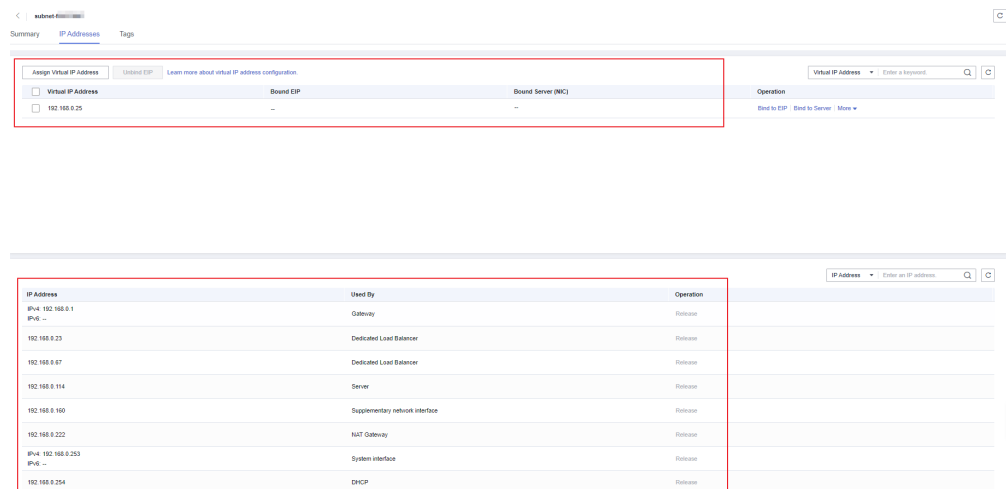 subnet-
Summary IP Addresses Tags
Assign Virtual IP Address Unbind EIP Learn more about virtual IP address configuration. Virtual IP Address Enter a keyword.
Virtual IP Address Bound EIP Bound Server (NIC) Operation
192.168.0.25 -- -- Bind to EIP Bind to Server More
IP Address Enter an IP address.
IP Address Used By Operation
IPv4: 192.168.0.1
IPv6: --
Gateway Release
192.168.0.23 Dedicated Load Balancer Release
192.168.0.67 Dedicated Load Balancer Release
192.168.0.114 Server Release
192.168.0.160 Supplementary network interface Release
192.168.0.222 NAT Gateway Release
IPv4: 192.168.0.253
IPv6: --
System interface Release
192.168.0.254 DHCP Release